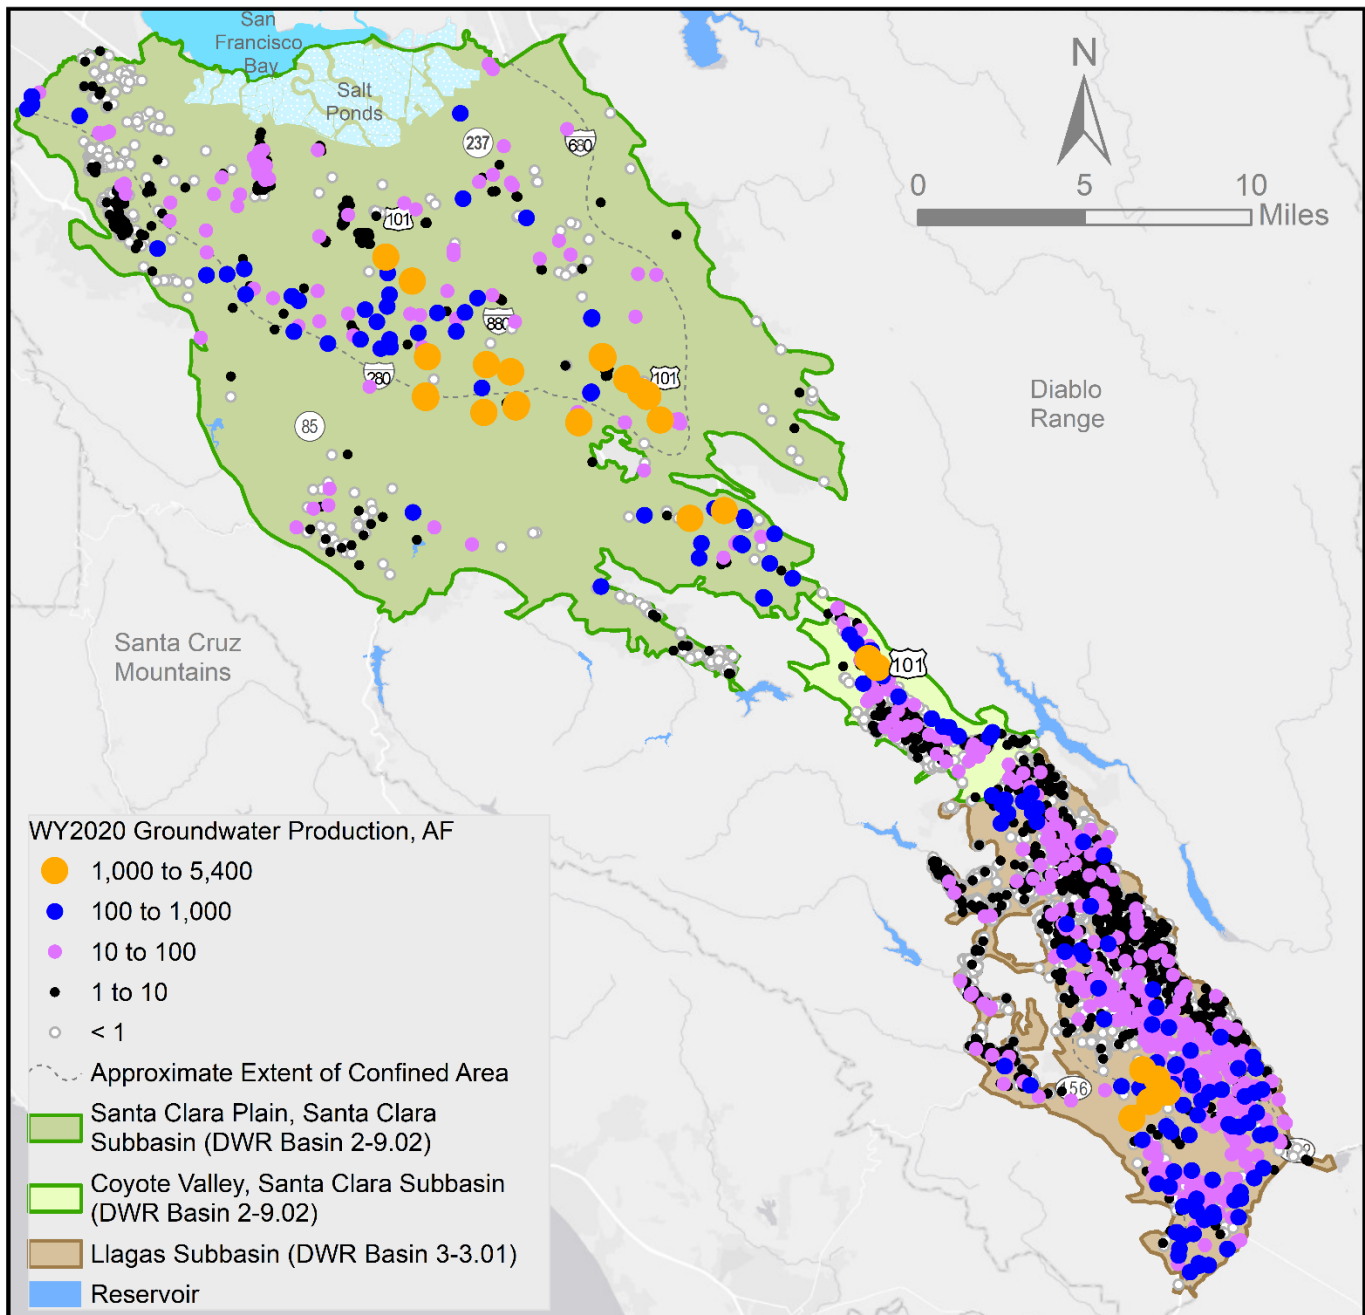 San
Francisco
Bay
Salt
Ponds
237
680
101
880
280
101
85
N
0 5 10
Miles
Diablo
Range
Santa Cruz
Mountains
101
156
WY2020 Groundwater Production, AF
1,000 to 5,400
100 to 1,000
10 to 100
1 to 10
< 1
Approximate Extent of Confined Area
Santa Clara Plain, Santa Clara
Subbasin (DWR Basin 2-9.02)
Coyote Valley, Santa Clara Subbasin
(DWR Basin 2-9.02)
Llagas Subbasin (DWR Basin 3-3.01)
Reservoir